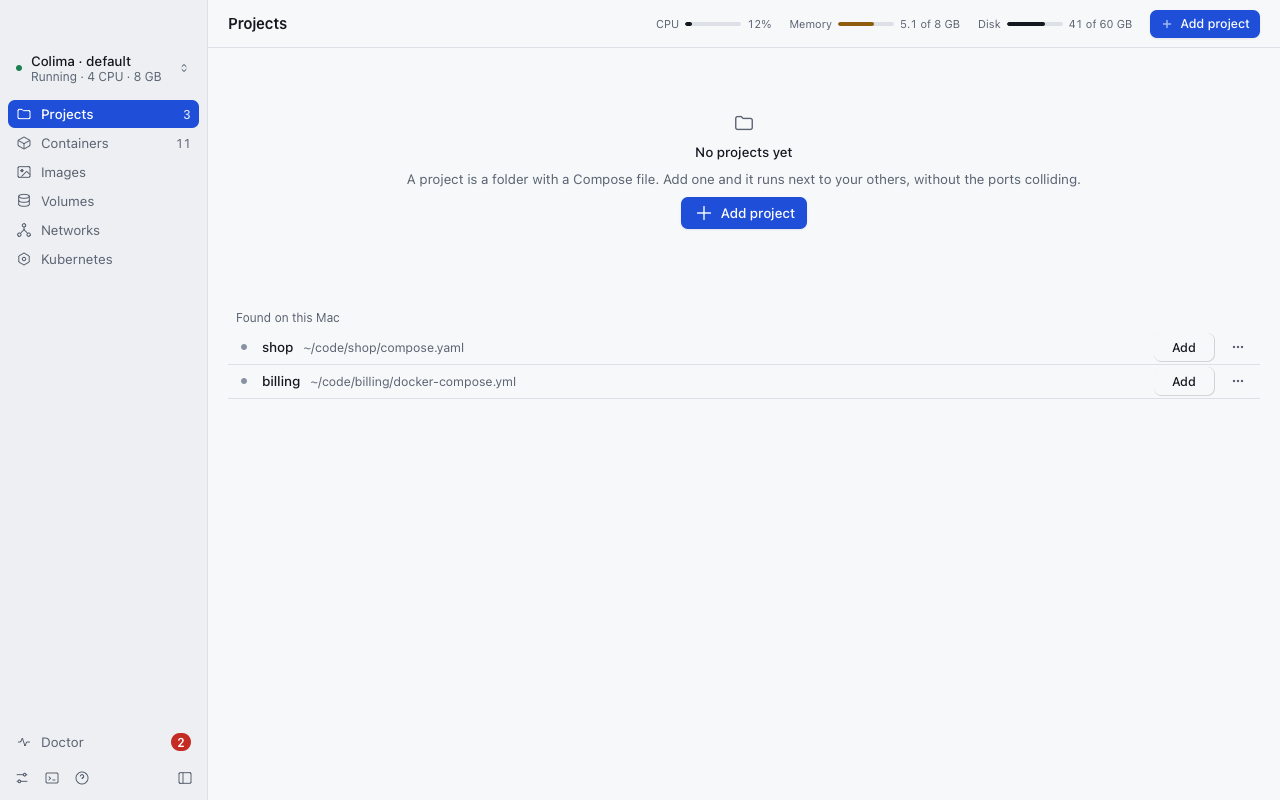 Colima · default
Running · 4 CPU · 8 GB
Projects 3
Containers 11
Images
Volumes
Networks
Kubernetes
Doctor 2
Projects
CPU 12% Memory 5.1 of 8 GB Disk 41 of 60 GB Add project
No projects yet
A project is a folder with a Compose file. Add one and it runs next to your others, without the ports colliding.
Add project
Found on this Mac
shop ~/code/shop/compose.yaml Add
billing ~/code/billing/docker-compose.yml Add